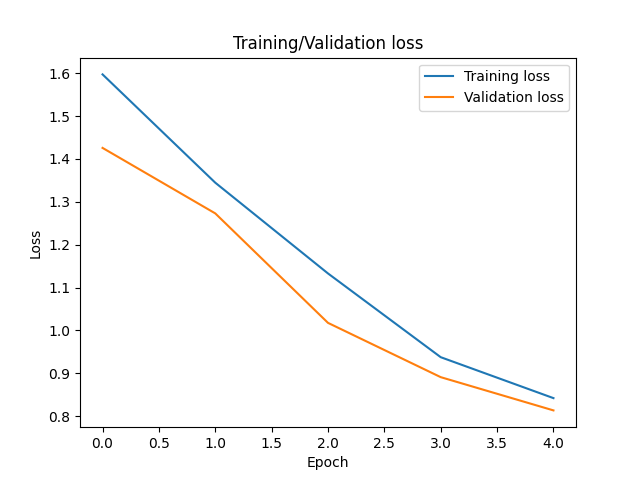 Training/Validation loss
Training loss
Validation loss
Loss
1.6
1.5
1.4
1.3
1.2
1.1
1.0
0.9
0.8
0.0 0.5 1.0 1.5 2.0 2.5 3.0 3.5 4.0
Epoch